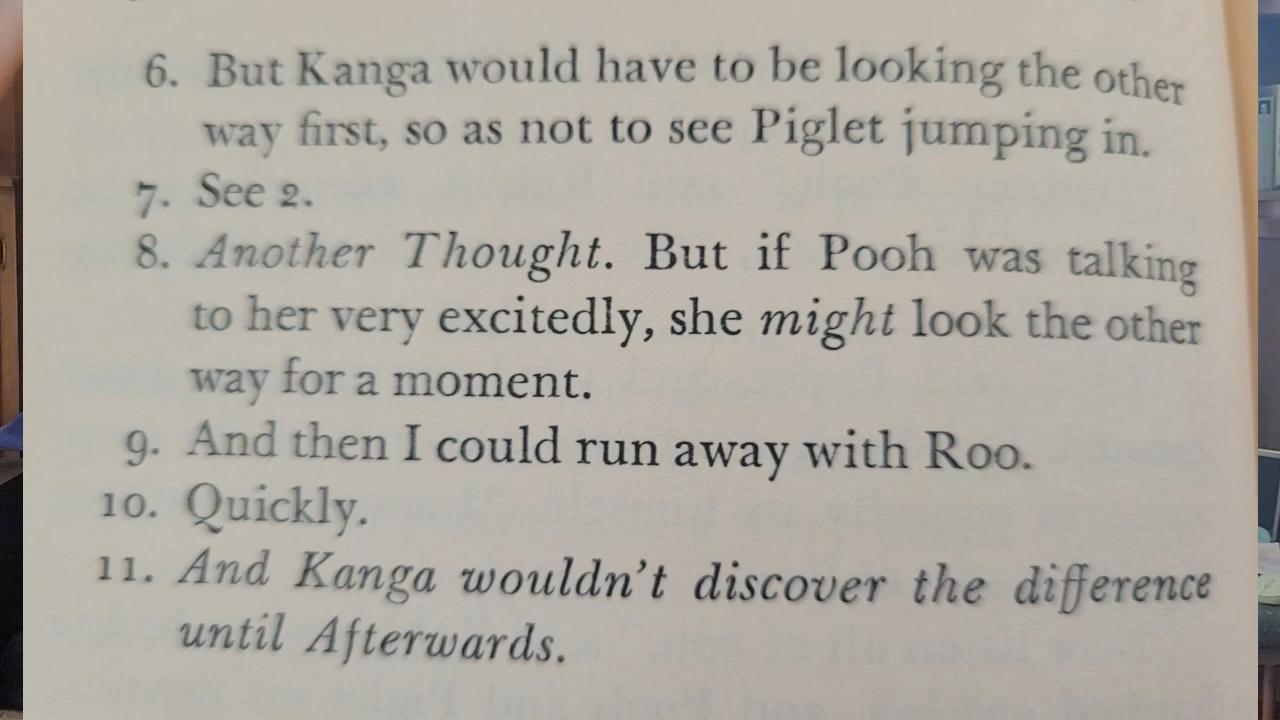 6. But Kanga would have to be looking the other
way first, so as not to see Piglet jumping in.
7. See 2.
8. Another Thought. But if Pooh was talking
to her very excitedly, she might look the other
way for a moment.
9. And then I could run away with Roo.
10. Quickly.
11. And Kanga wouldn't discover the difference
until Afterwards.